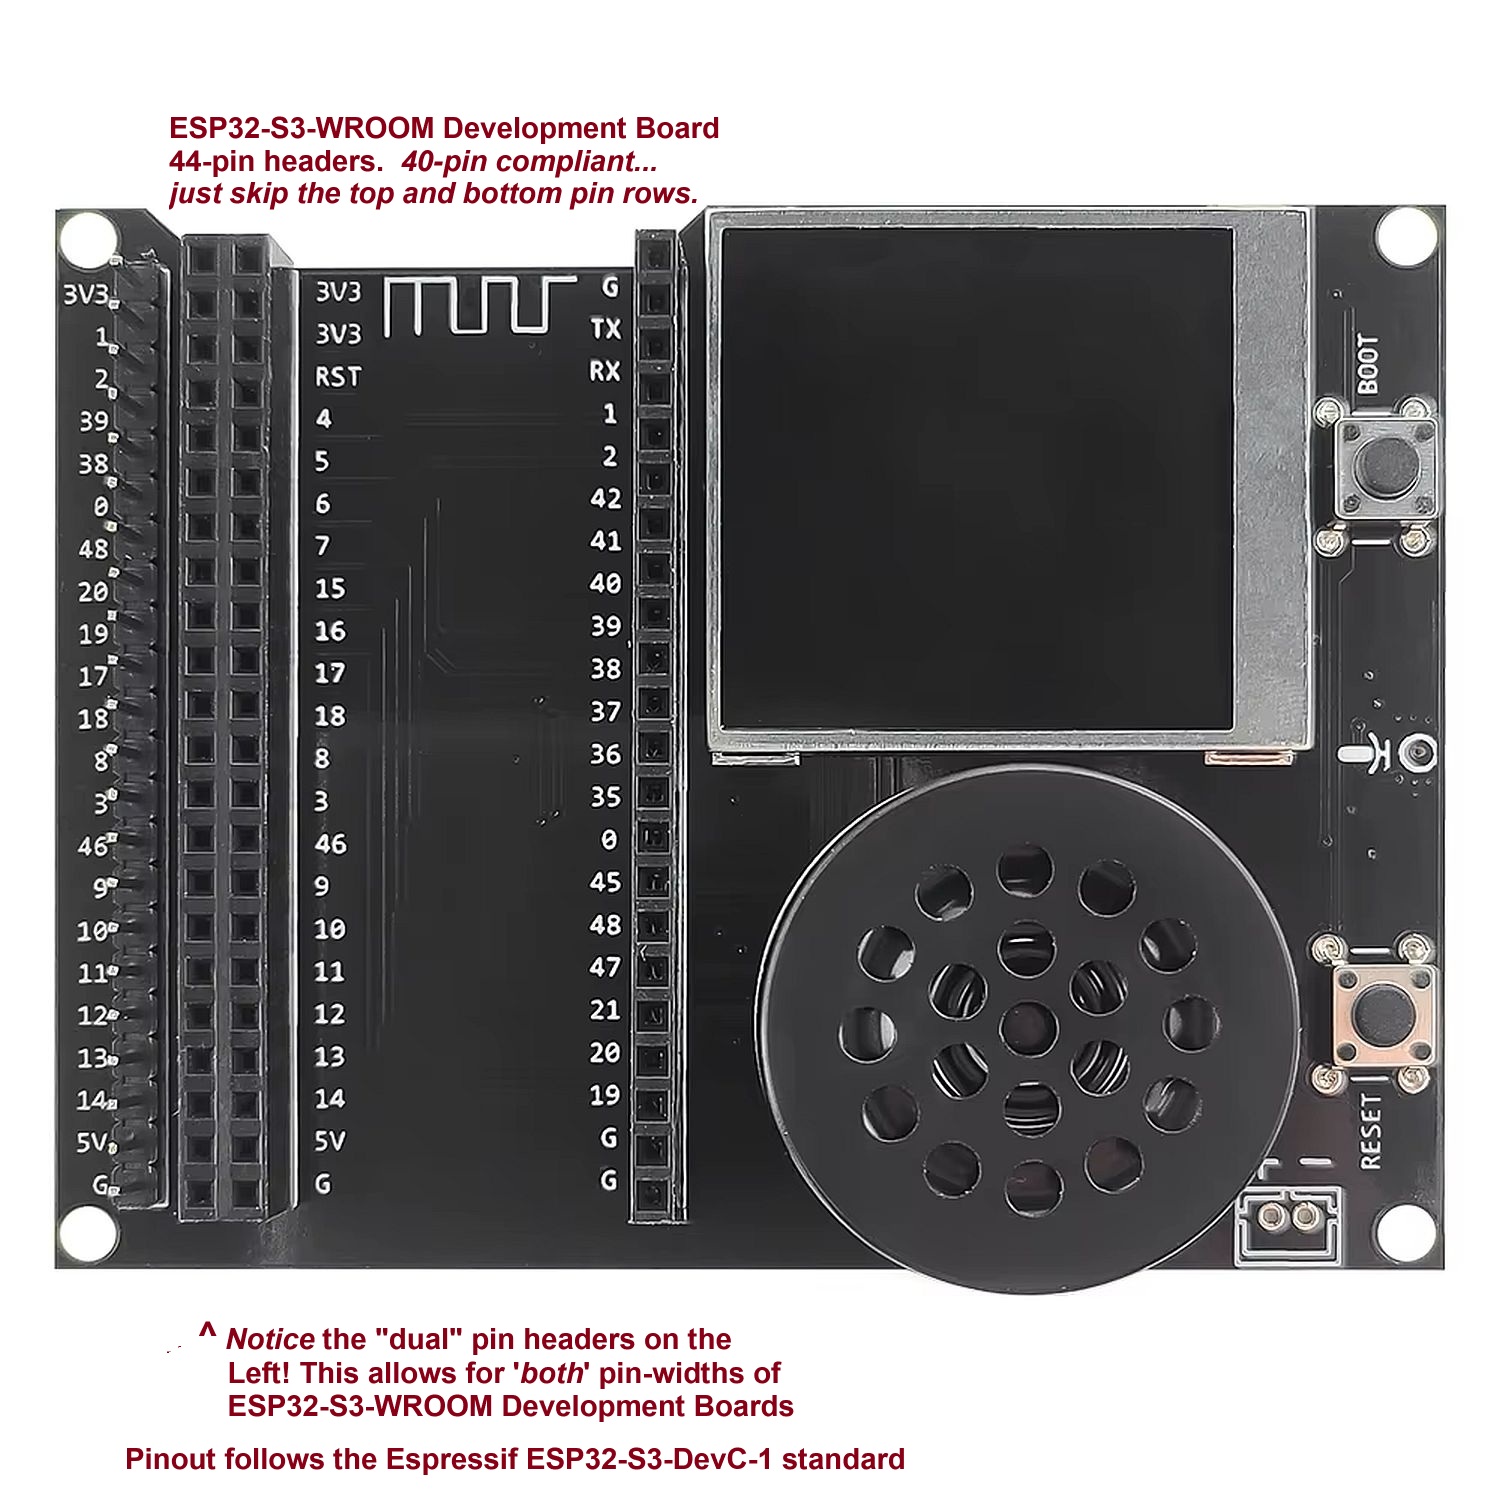 ESP32-S3-WROOM Development Board
44-pin headers. 40-pin compliant...
just skip the top and bottom pin rows.
3V3
1
2
39
38
0
48
20
19
17
18
8
3
46
9
10
11
12
13
14
5V
G
3V3
3V3
RST
4
5
6
7
15
16
17
18
8
3
46
9
10
11
12
13
14
5V
G
G
TX
RX
1
2
42
41
40
39
38
37
36
35
0
45
48
47
21
20
19
G
G
BOOT
RESET
^ Notice the "dual" pin headers on the
Left! This allows for 'both' pin-widths of
ESP32-S3-WROOM Development Boards
Pinout follows the Espressif ESP32-S3-DevC-1 standard